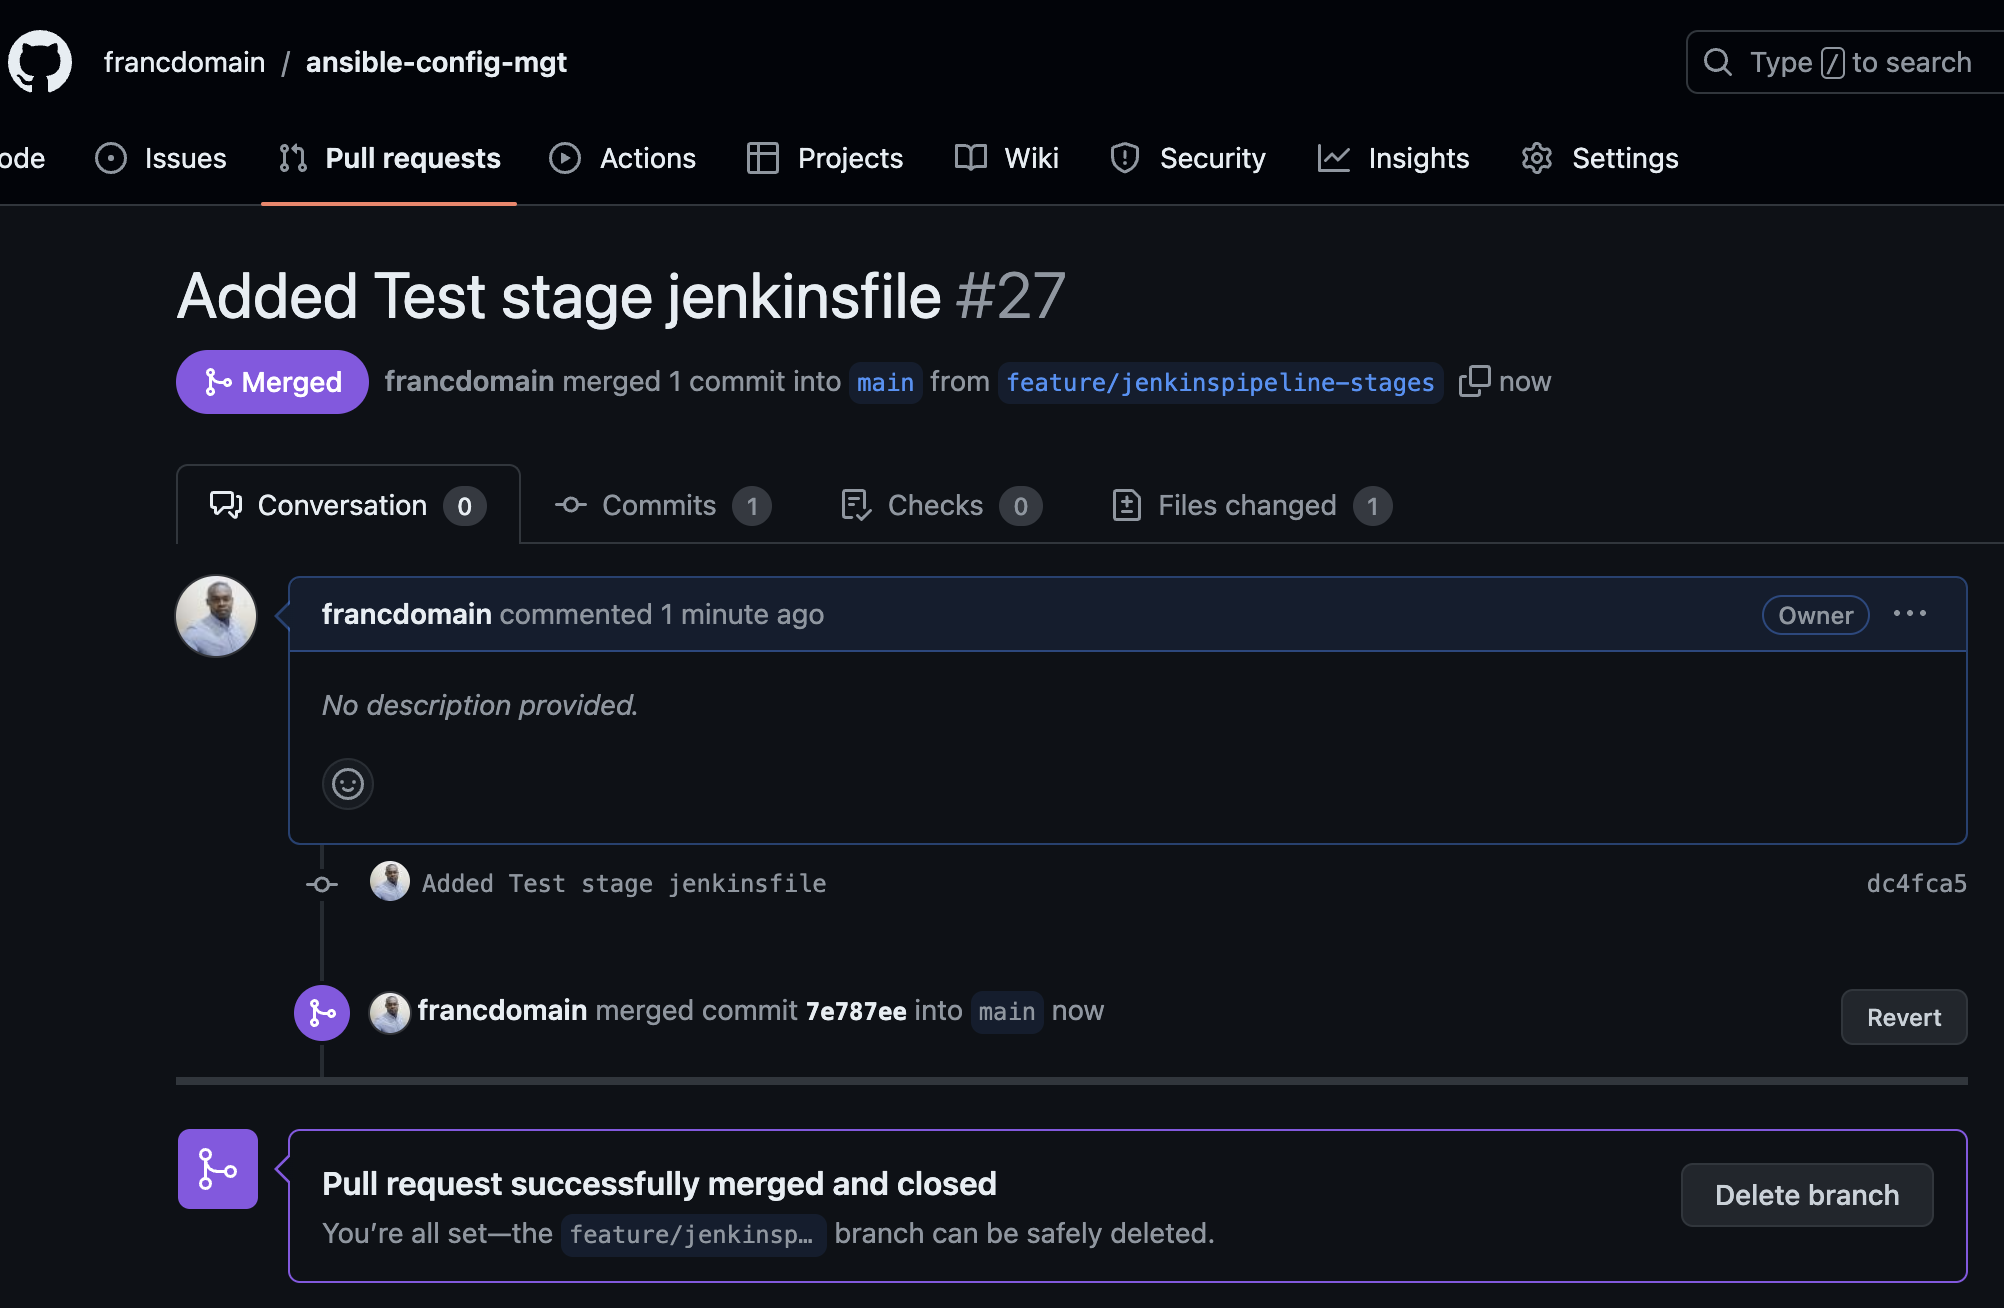 francdomain / ansible-config-mgt
Type / to search
ode Issues Pull requests Actions Projects Wiki Security Insights Settings
Added Test stage jenkinsfile #27
Merged francdomain merged 1 commit into main from feature/jenkinspipeline-stages now
Conversation 0 Commits 1 Checks 0 Files changed 1
francdomain commented 1 minute ago Owner
No description provided.
Added Test stage jenkinsfile dc4fca5
francdomain merged commit 7e787ee into main now Revert
Pull request successfully merged and closed
Delete branch
You’re all set—the feature/jenkinsp… branch can be safely deleted.